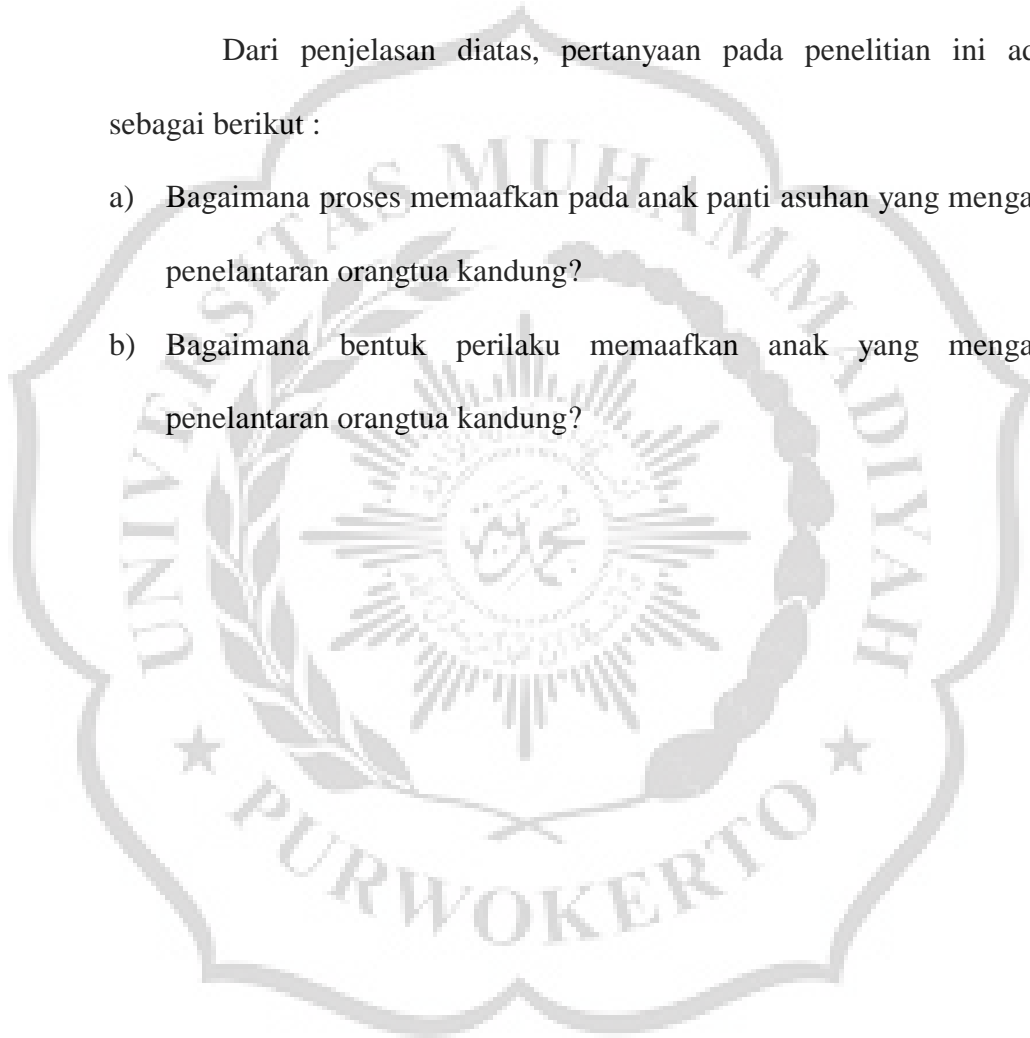 Dari penjelasan diatas, pertanyaan pada penelitian ini
sebagai berikut :
a) Bagaimana proses memaafkan pada anak panti asuhan yang
penelantaran orangtua kandung?
b) Bagaimana bentuk perilaku memaafkan anak yang
penelantaran orangtua kandung?
UNIVERSITAS MUHAMMADIYAH
PURWOKERTO